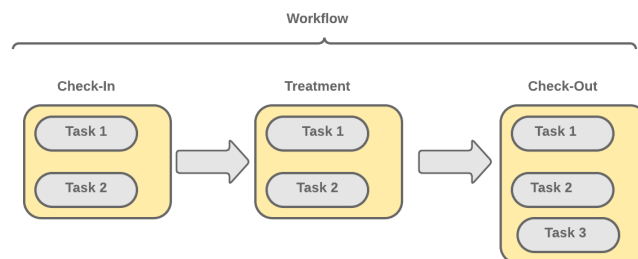 Workflow
Check-In
Treatment
Check-Out
Task 1
Task 1
Task 1
Task 2
Task 2
Task 2
Task 3